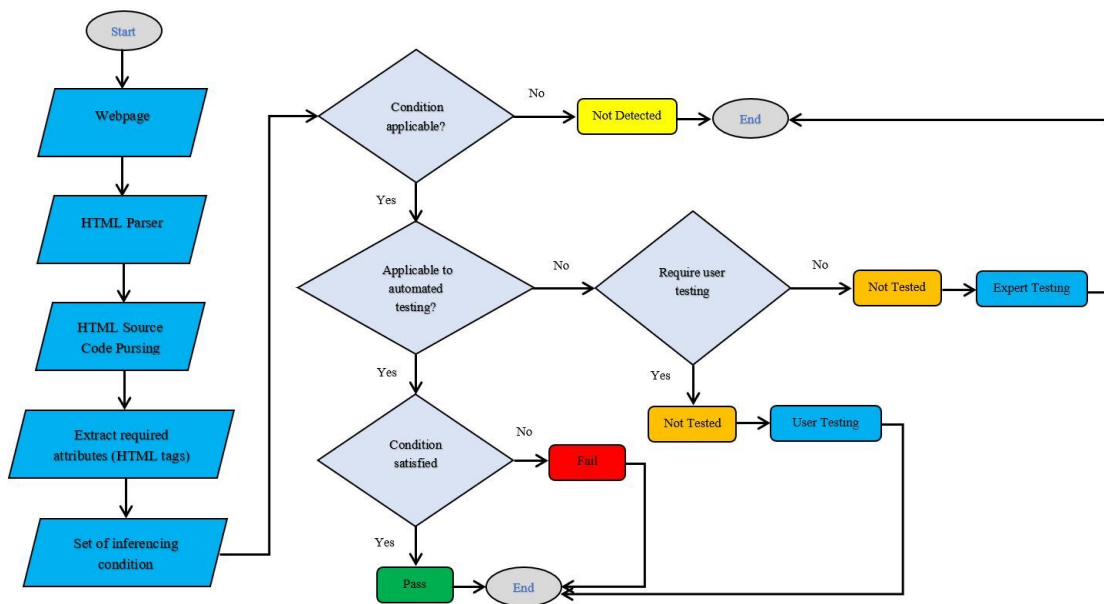 Start
Webpage
HTML Parser
HTML Source
Code Pursing
Extract required
attributes (HTML tags)
Set of inferencing
condition
Condition
applicable?
No
Not Detected
End
Yes
Applicable to
automated
testing?
No
Require user
testing
No
Not Tested
Expert Testing
Yes
Not Tested
User Testing
Yes
Condition
satisfied
No
Fail
Yes
Pass
End